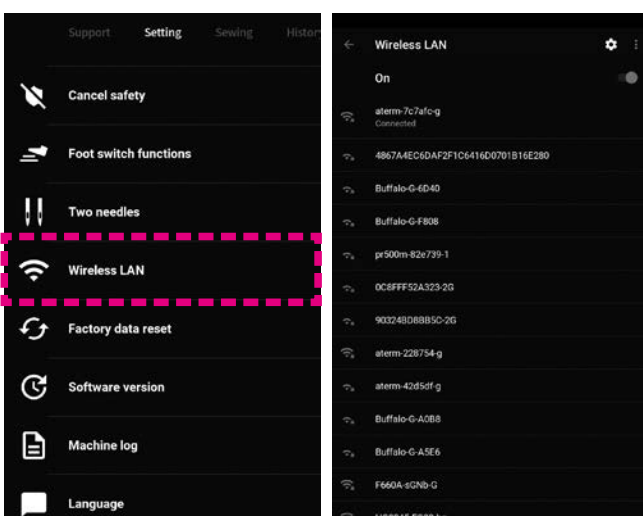 Support Setting Sewing History
Cancel safety
Foot switch functions
Two needles
Wireless LAN
Factory data reset
Software version
Machine log
Language
Wireless LAN
On
aterm-7c7afc-g
Connected
4867A4EC6DAF2F1C6416D0701B16E280
Buffalo-G-6D40
Buffalo-G-F808
pr500m-82e739-1
0C8FFF52A323-2G
90324BDBBB5C-2G
aterm-228754-g
aterm-42d5df-g
Buffalo-G-A0B8
Buffalo-G-A5E6
F660A-sGNb-G